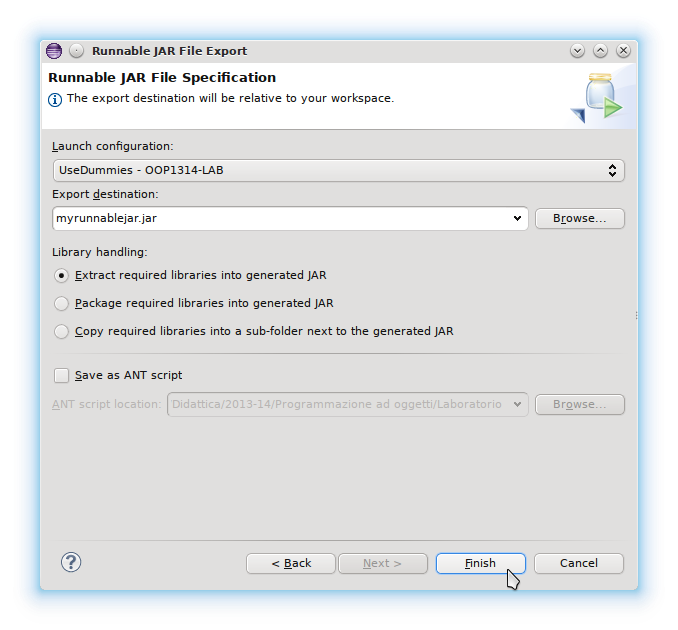 Runnable JAR File Export
Runnable JAR File Specification
The export destination will be relative to your workspace.
Launch configuration:
UseDummies - OOP1314-LAB
Export destination:
myrunnablejar.jar
Browse...
Library handling:
Extract required libraries into generated JAR
Package required libraries into generated JAR
Copy required libraries into a sub-folder next to the generated JAR
Save as ANT script
ANT script location:
Didattica/2013-14/Programmazione ad oggetti/Laboratorio
Browse...
?
< Back
Next >
Finish
Cancel